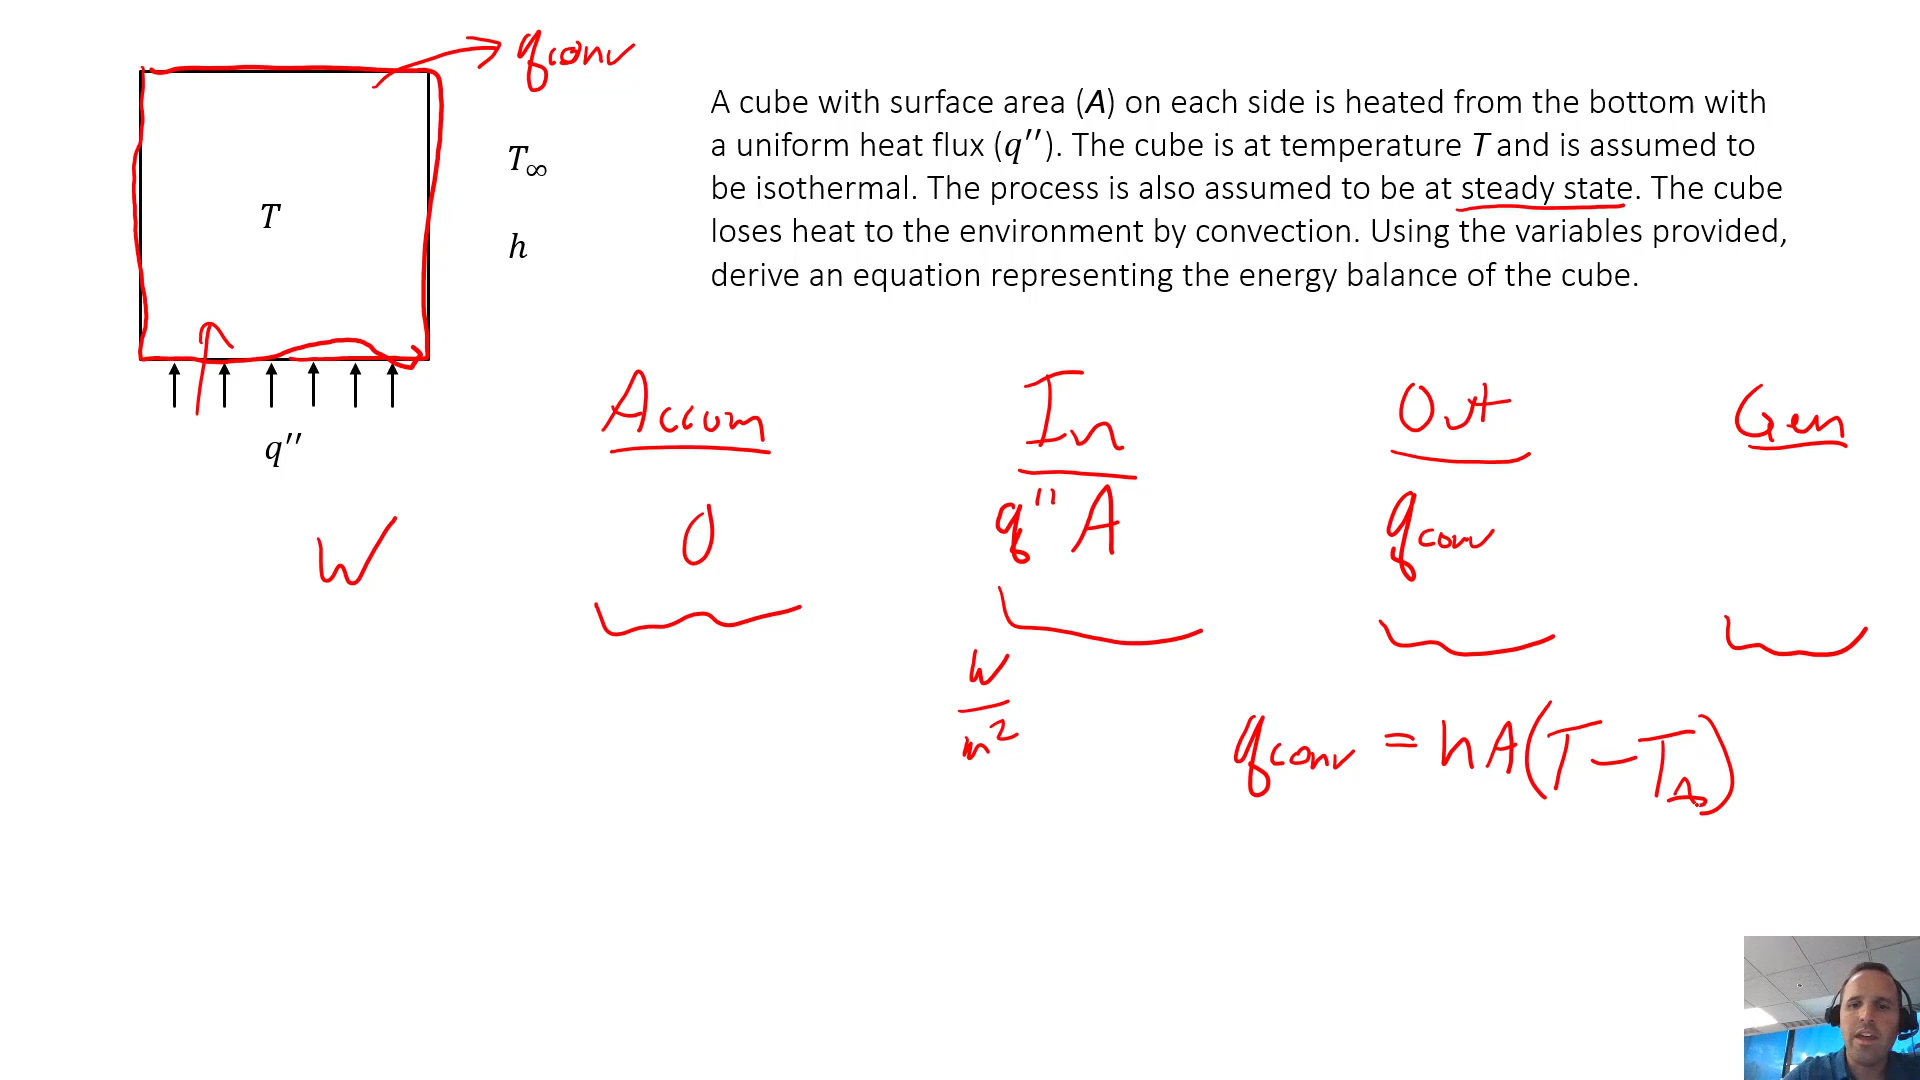 qconv
A cube with surface area (A) on each side is heated from the bottom with
a uniform heat flux (q''). The cube is at temperature T and is assumed to
be isothermal. The process is also assumed to be at steady state. The cube
loses heat to the environment by convection. Using the variables provided,
derive an equation representing the energy balance of the cube.
T∞
T
h
q''
Accum In Out Gen
W 0 q''A qconv
W/m²
qconv = hA(T-T∞)